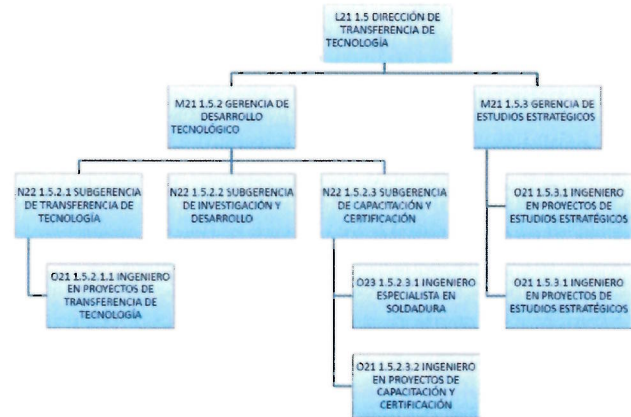 L21 1.5 DIRECCIÓN DE
TRANSFERENCIA DE
TECNOLOGÍA
M21 1.5.2 GERENCIA DE
DESARROLLO
TECNOLÓGICO
M21 1.5.3 GERENCIA DE
ESTUDIOS ESTRATÉGICOS
N22 1.5.2.1 SUBGERENCIA
DE TRANSFERENCIA DE
TECNOLOGÍA
N22 1.5.2.2 SUBGERENCIA
DE INVESTIGACIÓN Y
DESARROLLO
N22 1.5.2.3 SUBGERENCIA
DE CAPACITACIÓN Y
CERTIFICACIÓN
O21 1.5.3.1 INGENIERO
EN PROYECTOS DE
ESTUDIOS ESTRATÉGICOS
O21 1.5.2.1.1 INGENIERO
EN PROYECTOS DE
TRANSFERENCIA DE
TECNOLOGÍA
O23 1.5.2.3.1 INGENIERO
ESPECIALISTA EN
SOLDADURA
O21 1.5.3.1 INGENIERO
EN PROYECTOS DE
ESTUDIOS ESTRATÉGICOS
O21 1.5.2.3.2 INGENIERO
EN PROYECTOS DE
CAPACITACIÓN Y
CERTIFICACIÓN